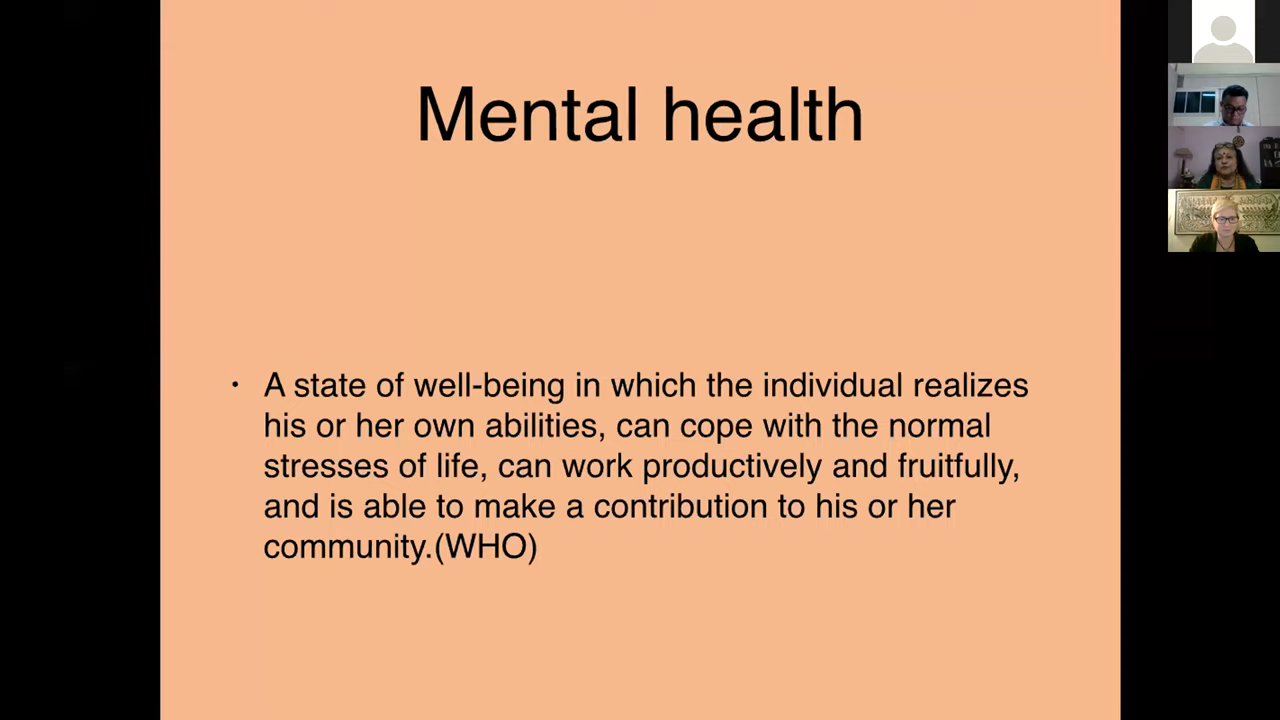 Mental health
• A state of well-being in which the individual realizes
his or her own abilities, can cope with the normal
stresses of life, can work productively and fruitfully,
and is able to make a contribution to his or her
community.(WHO)